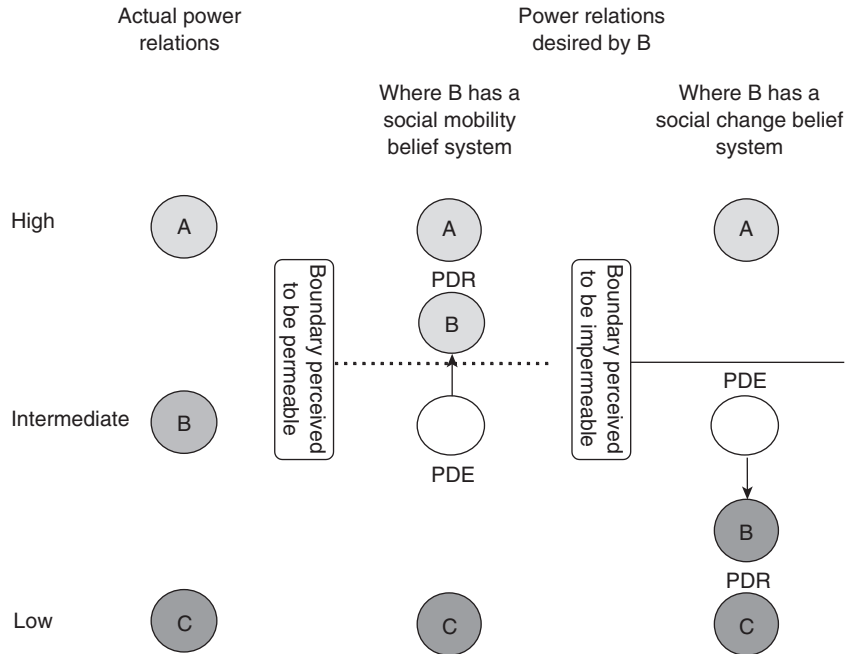 Actual power
relations
Power relations
desired by B
Where B has a
social mobility
belief system
Where B has a
social change belief
system
High
A
A
A
Boundary perceived
to be permeable
PDR
B
Boundary perceived
to be impermeable
PDE
Intermediate
B
PDE
B
PDR
Low
C
C
C